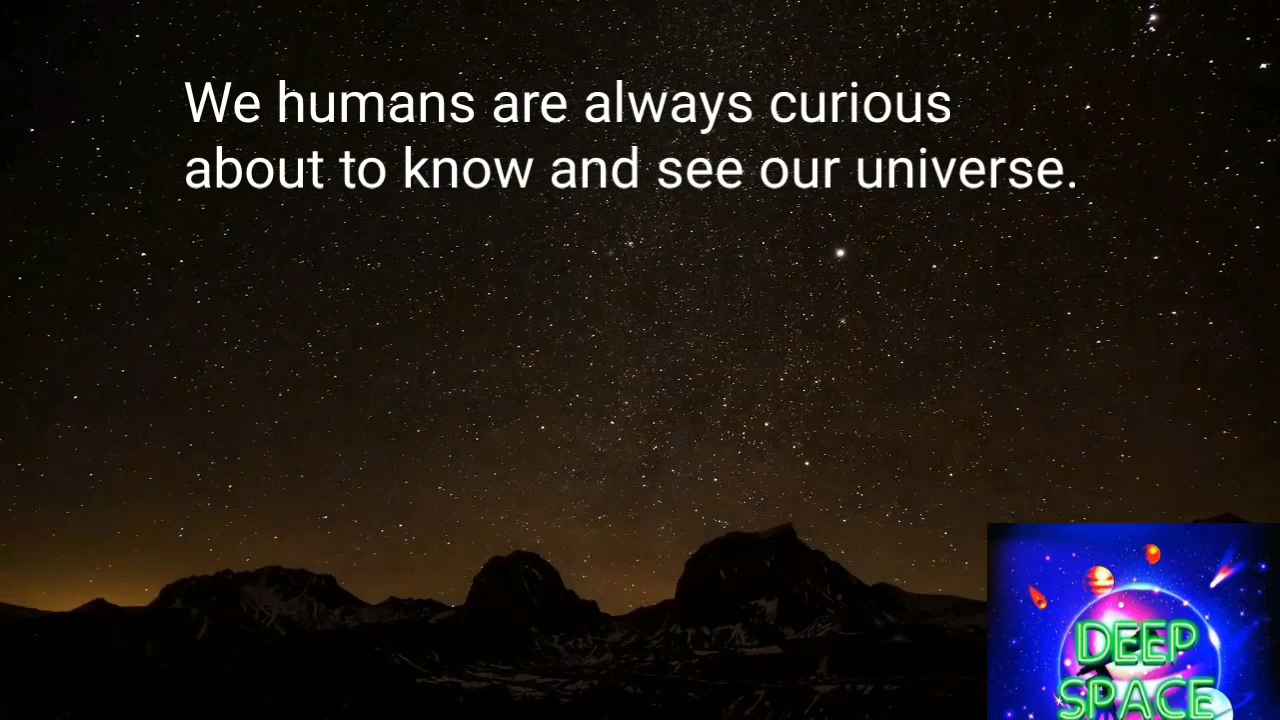 We humans are always curious
about to know and see our universe.
DEEP
SPACE